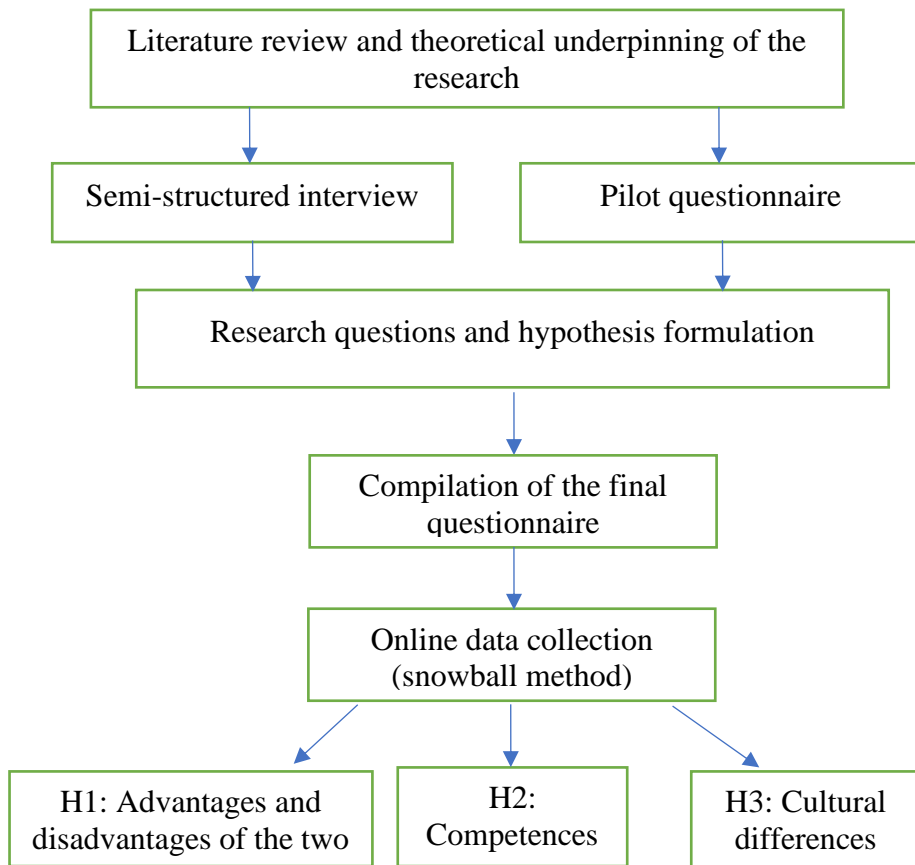 Literature review and theoretical underpinning of the
research
Semi-structured interview
Pilot questionnaire
Research questions and hypothesis formulation
Compilation of the final
questionnaire
Online data collection
(snowball method)
H1: Advantages and
disadvantages of the two
H2:
Competences
H3: Cultural
differences